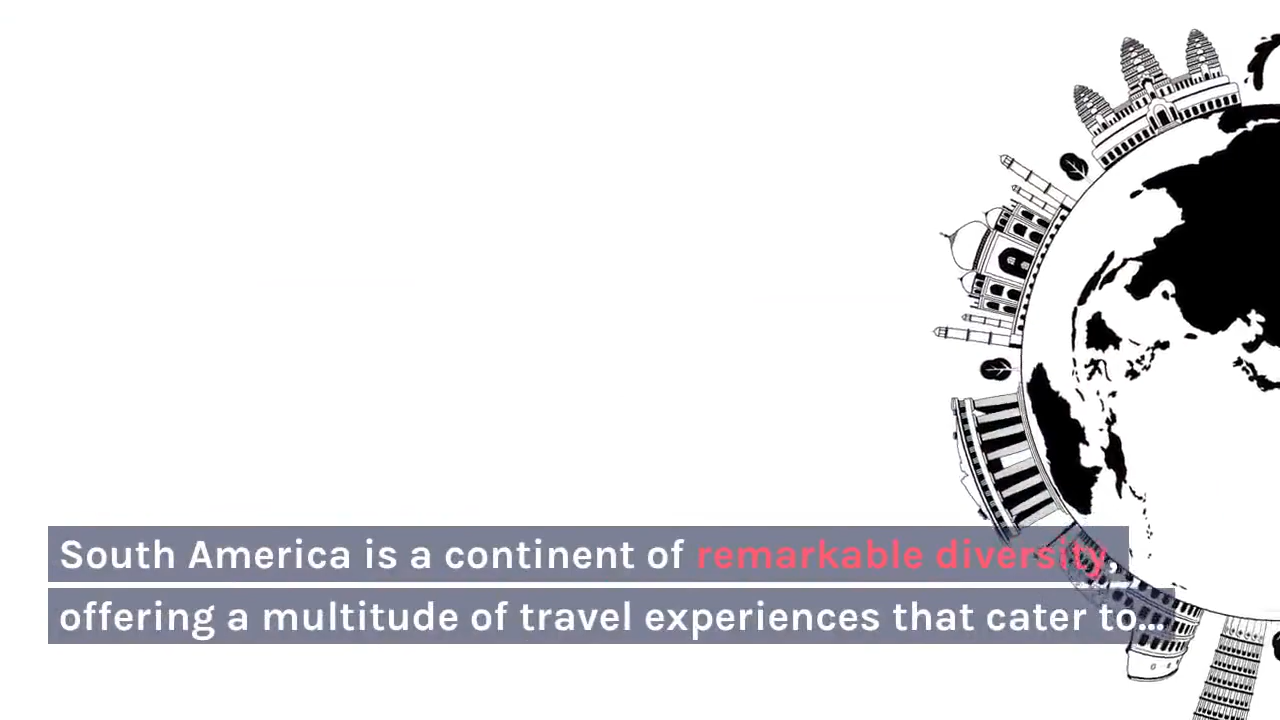 South America is a continent of remarkable diversity,
offering a multitude of travel experiences that cater to...